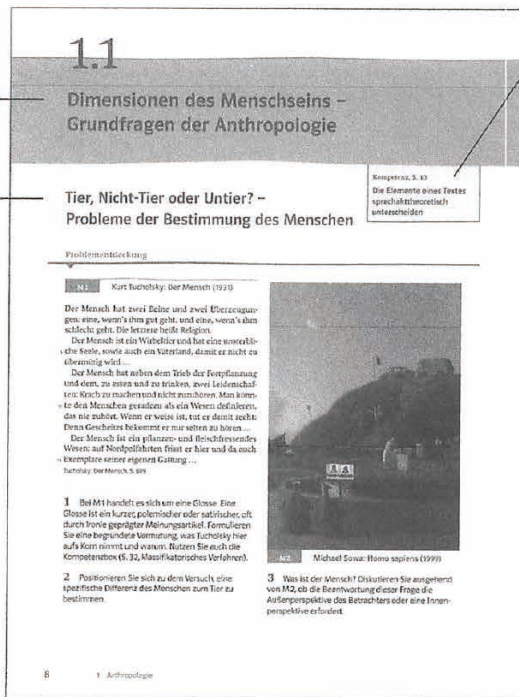 1.1
Dimensionen des Menschseins –
Grundfragen der Anthropologie
Kompetenz, S. 83
Die Elemente eines Textes
sprechakttheoretisch
unterscheiden
Tier, Nicht-Tier oder Untier? –
Probleme der Bestimmung des Menschen
Problementdeckung
M1 Kurt Tucholsky: Der Mensch (1931)
Der Mensch hat zwei Beine und zwei Überzeugun-
gen: eine, wenn's ihm gut geht, und eine, wenn's ihm
schlecht geht. Die letztere heißt Religion.
Der Mensch ist ein Wirbeltier und hat eine unsterbli-
che Seele, sowie auch ein Vaterland, damit er nicht zu
übermütig wird ...
Der Mensch hat neben dem Trieb der Fortpflanzung
und dem, zu essen und zu trinken, zwei Leidenschaf-
ten: Krach zu machen und nicht zuzuhören. Man könn-
te den Menschen geradezu als ein Wesen definieren,
das nie zuhört. Wenn er weise ist, tut er damit recht:
Denn Gescheites bekommt er nur selten zu hören ...
Der Mensch ist ein pflanzen- und fleischfressendes
Wesen; auf Nordpolfahrten frisst er hier und da auch
Exemplare seiner eigenen Gattung ...
Tucholsky: Der Mensch, S.
1 Bei M1 handelt es sich um eine Glosse. Eine
Glosse ist ein kurzer, polemischer oder satirischer, oft
durch Ironie geprägter Meinungsartikel. Formulieren
Sie eine begründete Vermutung, was Tucholsky hier
aufs Korn nimmt und warum. Nutzen Sie auch die
Kompetenzbox (S. 32, Klassifikatorisches Verfahren).
2 Positionieren Sie sich zu dem Versuch, eine
spezifische Differenz des Menschen zum Tier zu
bestimmen.
M2 Michael Sowa: Homo sapiens (1999)
3 Was ist der Mensch? Diskutieren Sie ausgehend
von M2, ob die Beantwortung dieser Frage die
Außenperspektive des Betrachters oder eine Innen-
perspektive erfordert.
8 1 Anthropologie